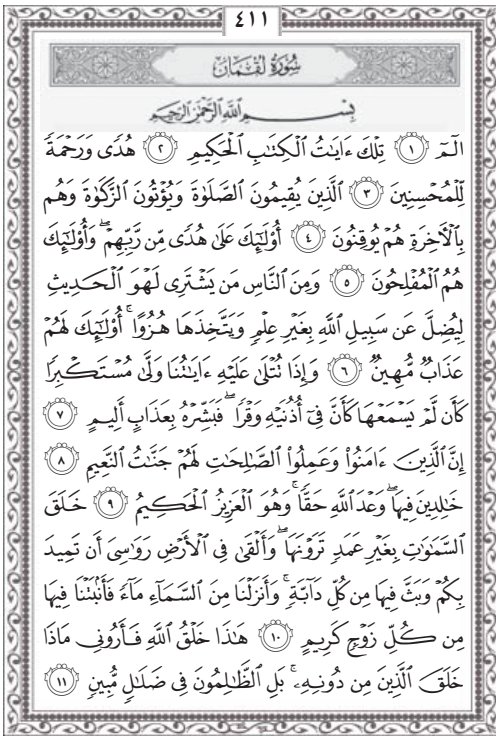 ٤١١
سُورَةُ لُقْمَان
بِسْمِ ٱللَّهِ ٱلرَّحْمَٰنِ ٱلرَّحِيمِ
الٓمٓ ۝١ تِلْكَ ءَايَٰتُ ٱلْكِتَٰبِ ٱلْحَكِيمِ ۝٢ هُدًى وَرَحْمَةً
لِّلْمُحْسِنِينَ ۝٣ ٱلَّذِينَ يُقِيمُونَ ٱلصَّلَوٰةَ وَيُؤْتُونَ ٱلزَّكَوٰةَ وَهُم
بِٱلْءَاخِرَةِ هُمْ يُوقِنُونَ ۝٤ أُو۟لَٰٓئِكَ عَلَىٰ هُدًى مِّن رَّبِّهِمْ ۖ وَأُو۟لَٰٓئِكَ
هُمُ ٱلْمُفْلِحُونَ ۝٥ وَمِنَ ٱلنَّاسِ مَن يَشْتَرِى لَهْوَ ٱلْحَدِيثِ
لِيُضِلَّ عَن سَبِيلِ ٱللَّهِ بِغَيْرِ عِلْمٍ وَيَتَّخِذَهَا هُزُوًا ۚ أُو۟لَٰٓئِكَ لَهُمْ
عَذَابٌ مُّهِينٌ ۝٦ وَإِذَا تُتْلَىٰ عَلَيْهِ ءَايَٰتُنَا وَلَّىٰ مُسْتَكْبِرًا
كَأَن لَّمْ يَسْمَعْهَا كَأَنَّ فِىٓ أُذُنَيْهِ وَقْرًا ۖ فَبَشِّرْهُ بِعَذَابٍ أَلِيمٍ ۝٧
إِنَّ ٱلَّذِينَ ءَامَنُوا۟ وَعَمِلُوا۟ ٱلصَّٰلِحَٰتِ لَهُمْ جَنَّٰتُ ٱلنَّعِيمِ ۝٨
خَٰلِدِينَ فِيهَا ۖ وَعْدَ ٱللَّهِ حَقًّا ۚ وَهُوَ ٱلْعَزِيزُ ٱلْحَكِيمُ ۝٩ خَلَقَ
ٱلسَّمَٰوَٰتِ بِغَيْرِ عَمَدٍ تَرَوْنَهَا ۖ وَأَلْقَىٰ فِى ٱلْأَرْضِ رَوَٰسِىَ أَن تَمِيدَ
بِكُمْ وَبَثَّ فِيهَا مِن كُلِّ دَآبَّةٍ ۚ وَأَنزَلْنَا مِنَ ٱلسَّمَآءِ مَآءً فَأَنۢبَتْنَا فِيهَا
مِن كُلِّ زَوْجٍ كَرِيمٍ ۝١٠ هَٰذَا خَلْقُ ٱللَّهِ فَأَرُونِى مَاذَا
خَلَقَ ٱلَّذِينَ مِن دُونِهِۦ ۚ بَلِ ٱلظَّٰلِمُونَ فِى ضَلَٰلٍ مُّبِينٍ ۝١١